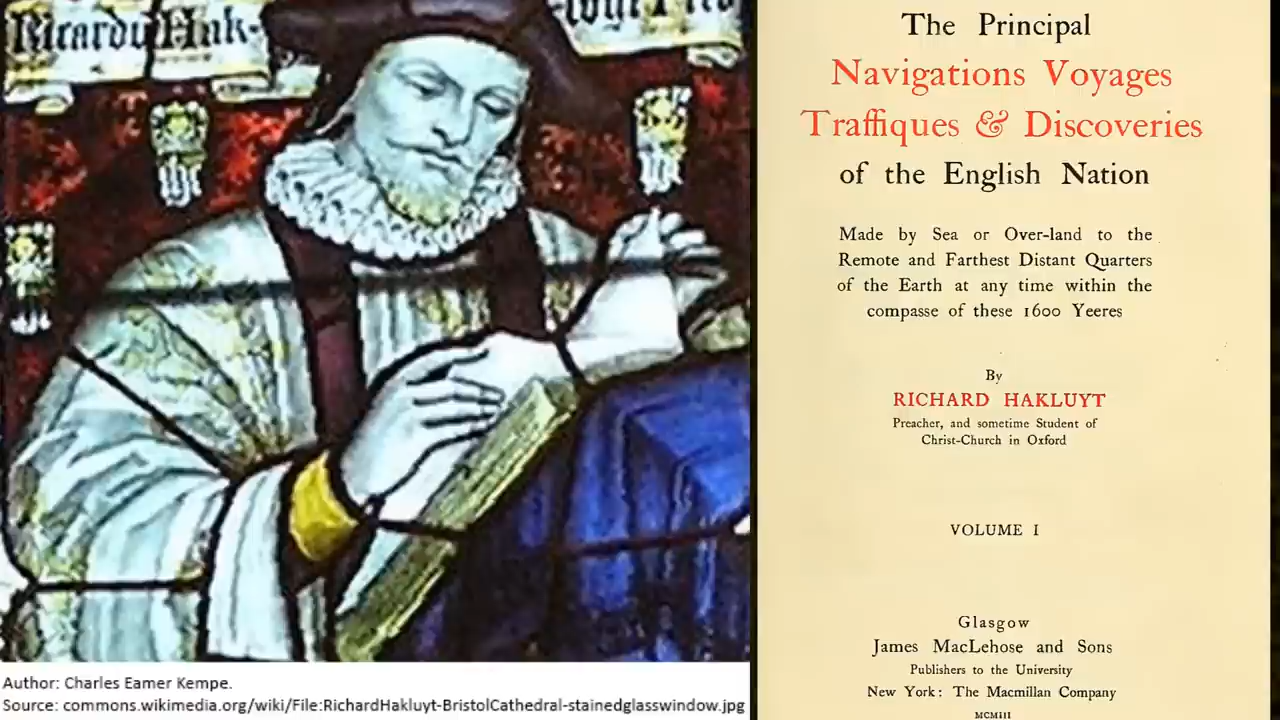 Ricardu Hak-
The Principal
Navigations Voyages
Traffiques & Discoveries
of the English Nation
Made by Sea or Over-land to the
Remote and Farthest Distant Quarters
of the Earth at any time within the
compasse of these 1600 Yeeres
By
RICHARD HAKLUYT
Preacher, and sometime Student of
Christ-Church in Oxford
VOLUME I
Glasgow
James MacLehose and Sons
Publishers to the University
New York: The Macmillan Company
MCMIII
Author: Charles Eamer Kempe.
Source: commons.wikimedia.org/wiki/File:RichardHakluyt-BristolCathedral-stainedglasswindow.jpg